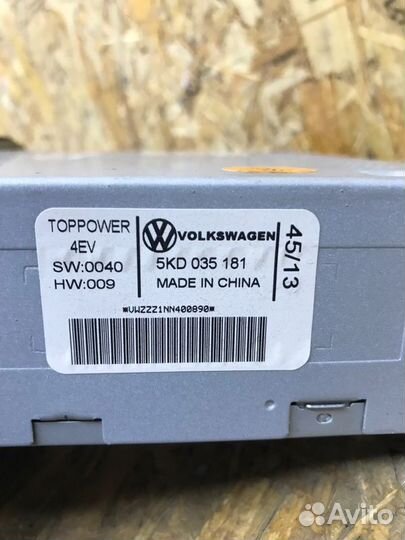 TOPPOWER
4EV
SW:0040
HW:009
VOLKSWAGEN
5KD 035 181
MADE IN CHINA
45/13
*VWZZZ1NN400890*
Avito